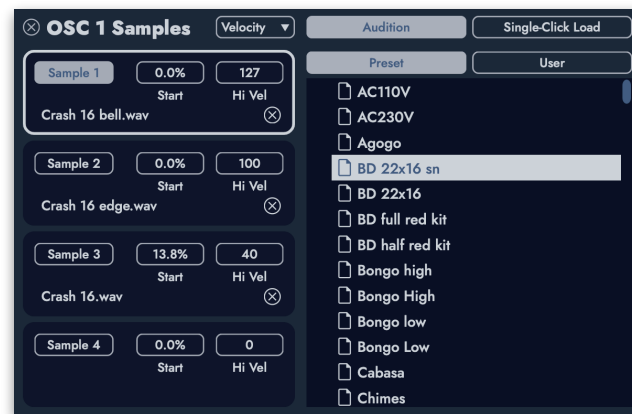 OSC 1 Samples
Velocity
Sample 1
0.0%
127
Start
Hi Vel
Crash 16 bell.wav
Sample 2
0.0%
100
Start
Hi Vel
Crash 16 edge.wav
Sample 3
13.8%
40
Start
Hi Vel
Crash 16.wav
Sample 4
0.0%
0
Start
Hi Vel
Audition
Single-Click Load
Preset
User
AC110V
AC230V
Agogo
BD 22x16 sn
BD 22x16
BD full red kit
BD half red kit
Bongo high
Bongo High
Bongo low
Bongo Low
Cabasa
Chimes